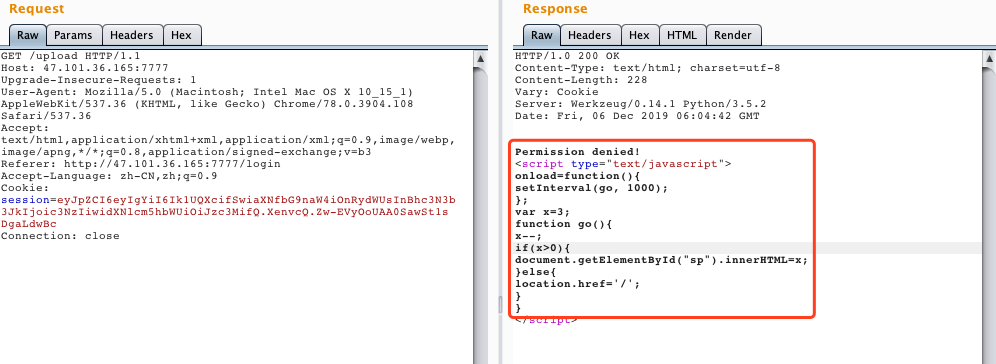 Request
Raw Params Headers Hex
GET /upload HTTP/1.1
Host: 47.101.36.165:7777
Upgrade-Insecure-Requests: 1
User-Agent: Mozilla/5.0 (Macintosh; Intel Mac OS X 10_15_1)
AppleWebKit/537.36 (KHTML, like Gecko) Chrome/78.0.3904.108
Safari/537.36
Accept:
text/html,application/xhtml+xml,application/xml;q=0.9,image/webp,
image/apng,*/*;q=0.8,application/signed-exchange;v=b3
Referer: http://47.101.36.165:7777/login
Accept-Language: zh-CN,zh;q=0.9
Cookie:
session=eyJpZCI6eyIgYiI6Ik1UQXcifSwiaXNfbG9naW4iOnRydWUsInBhc3N3b
3JkIjoic3NzIiwidXNlcm5hbWUiOiJzc3MifQ.XenvcQ.Zw-EVyOoUAA0SawStls
DgaLdwBc
Connection: close
Response
Raw Headers Hex HTML Render
HTTP/1.0 200 OK
Content-Type: text/html; charset=utf-8
Content-Length: 228
Vary: Cookie
Server: Werkzeug/0.14.1 Python/3.5.2
Date: Fri, 06 Dec 2019 06:04:42 GMT
Permission denied!
<script type="text/javascript">
onload=function(){
setInterval(go, 1000);
};
var x=3;
function go(){
x--;
if(x>0){
document.getElementById("sp").innerHTML=x;
}else{
location.href='/';
}
}
</script>